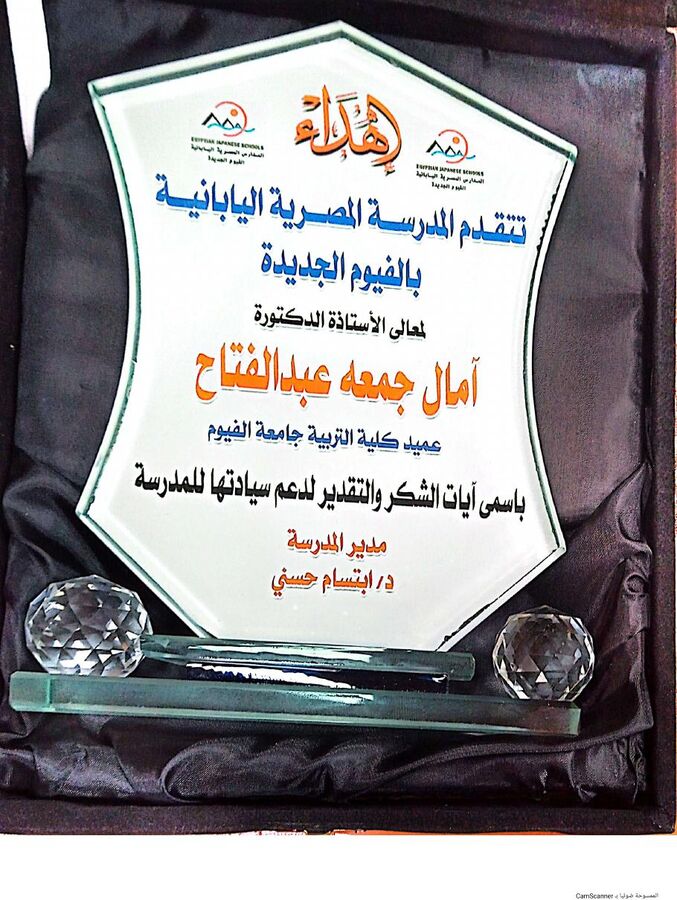 إهداء
EGYPTIAN JAPANESE SCHOOLS
المدارس المصرية اليابانية
الفيوم الجديدة
EGYPTIAN JAPANESE SCHOOLS
المدارس المصرية اليابانية
الفيوم الجديدة
تتقدم المدرسة المصرية اليابانية
بالفيوم الجديدة
لمعالى الأستاذة الدكتورة
آمال جمعه عبدالفتاح
عميد كلية التربية جامعة الفيوم
باسمى آيات الشكر والتقدير لدعم سيادتها للمدرسة
مدير المدرسة
د/ ابتسام حسني
الممسوحة ضوئيا بـ CamScanner